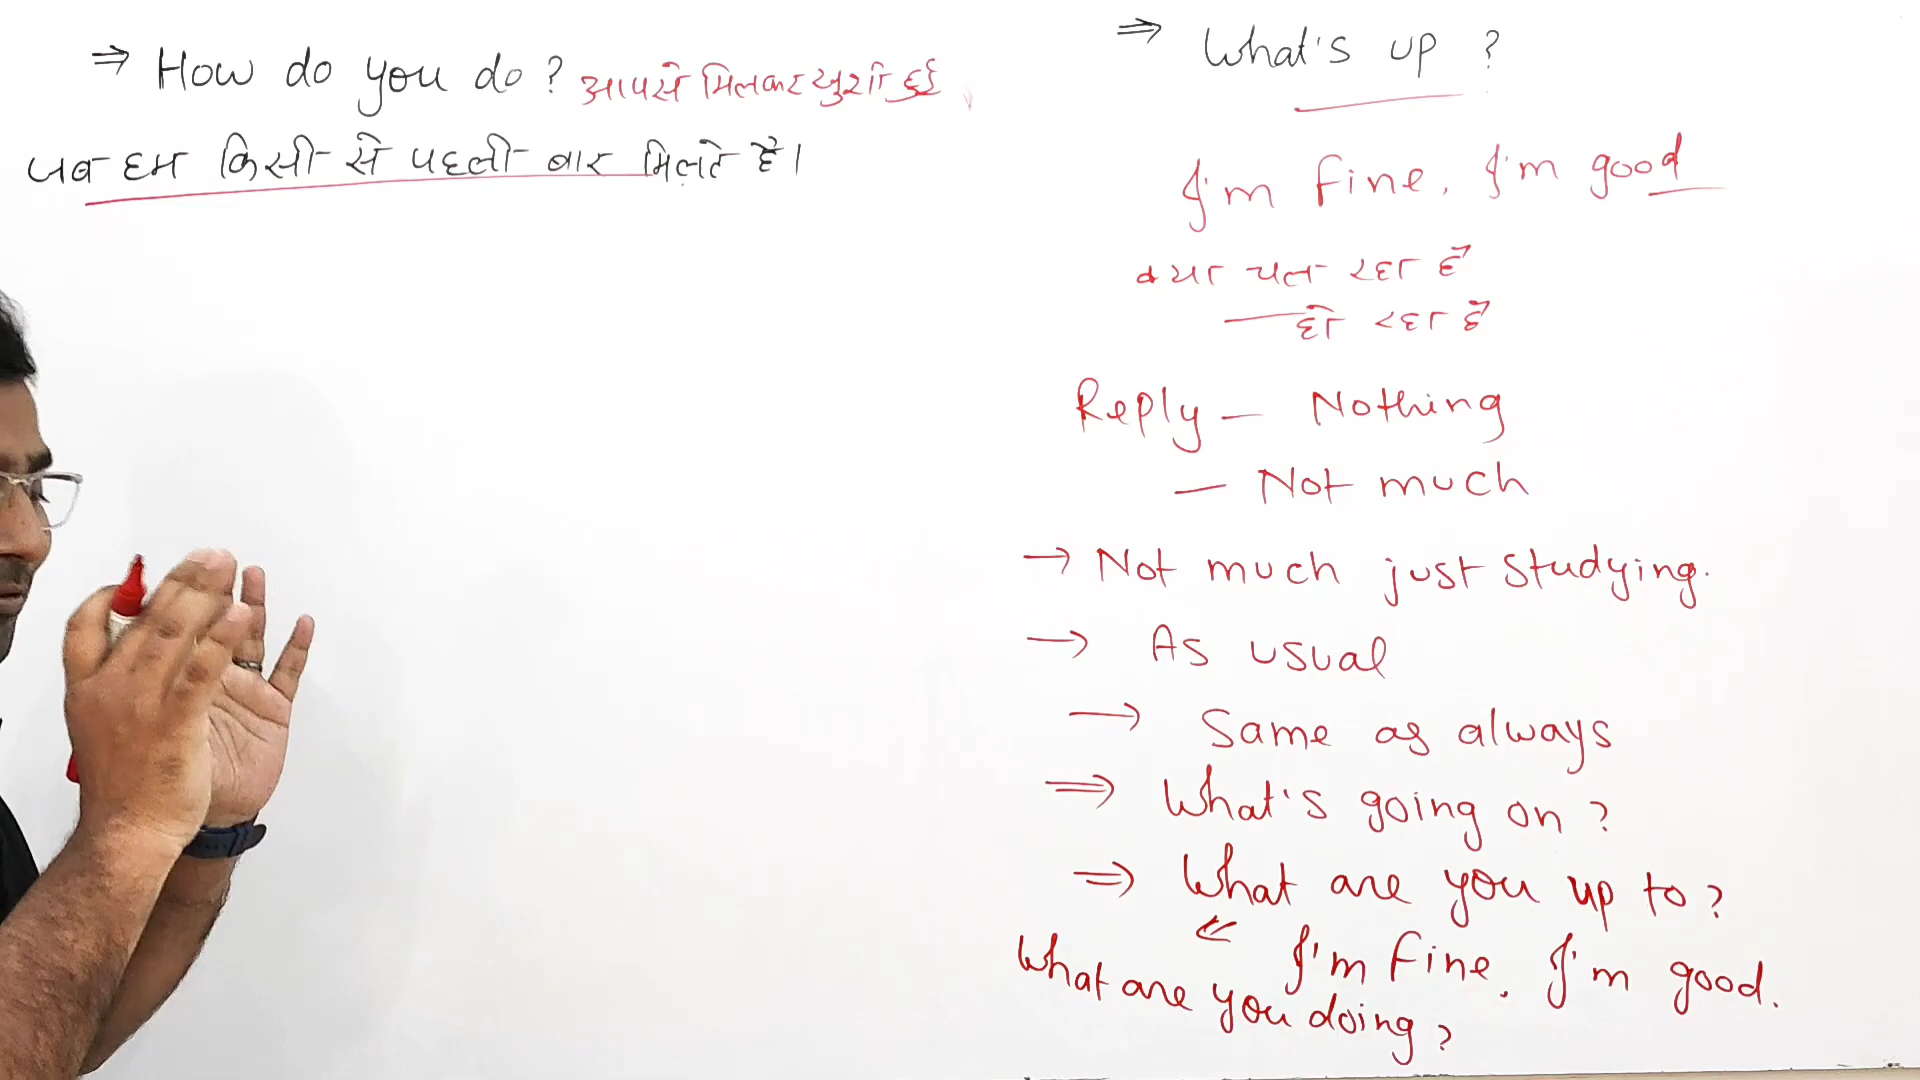 ⇒ How do you do? आपसे मिलकर खुशी हुई
जब हम किसी से पहली बार मिलते है।
⇒ What's up ?
I'm fine, I'm good
क्या चल रहा है
— हो रहा है
Reply — Nothing
— Not much
→ Not much just studying.
→ As usual
→ Same as always
⇒ What's going on ?
⇒ What are you up to ?
I'm fine, I'm good.
What are you doing ?